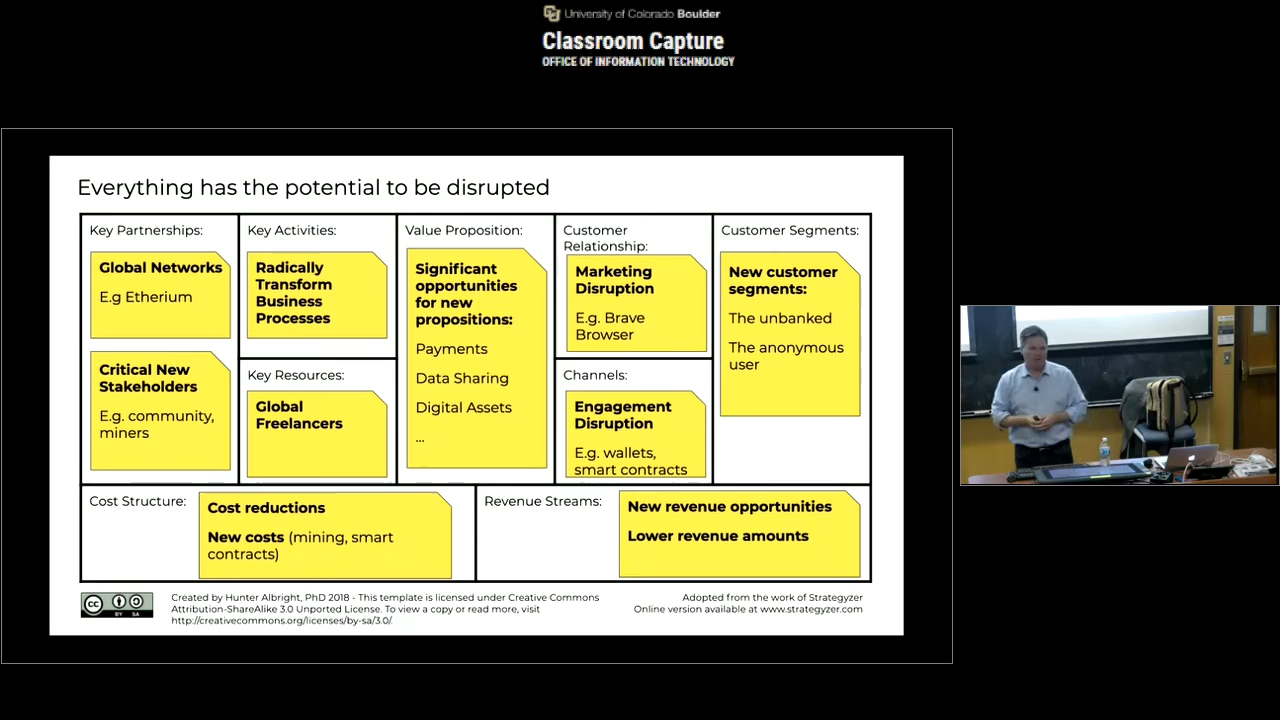 University of Colorado Boulder
Classroom Capture
OFFICE OF INFORMATION TECHNOLOGY
Everything has the potential to be disrupted
Key Partnerships:
Global Networks
E.g Etherium
Critical New
Stakeholders
E.g. community,
miners
Key Activities:
Radically
Transform
Business
Processes
Key Resources:
Global
Freelancers
Value Proposition:
Significant
opportunities
for new
propositions:
Payments
Data Sharing
Digital Assets
...
Customer
Relationship:
Marketing
Disruption
E.g. Brave
Browser
Channels:
Engagement
Disruption
E.g. wallets,
smart contracts
Customer Segments:
New customer
segments:
The unbanked
The anonymous
user
Cost Structure:
Cost reductions
New costs (mining, smart
contracts)
Revenue Streams:
New revenue opportunities
Lower revenue amounts
CC
BY SA
Created by Hunter Albright, PhD 2018 - This template is licensed under Creative Commons
Attribution-ShareAlike 3.0 Unported License. To view a copy or read more, visit
http://creativecommons.org/licenses/by-sa/3.0/.
Adopted from the work of Strategyzer
Online version available at www.strategyzer.com